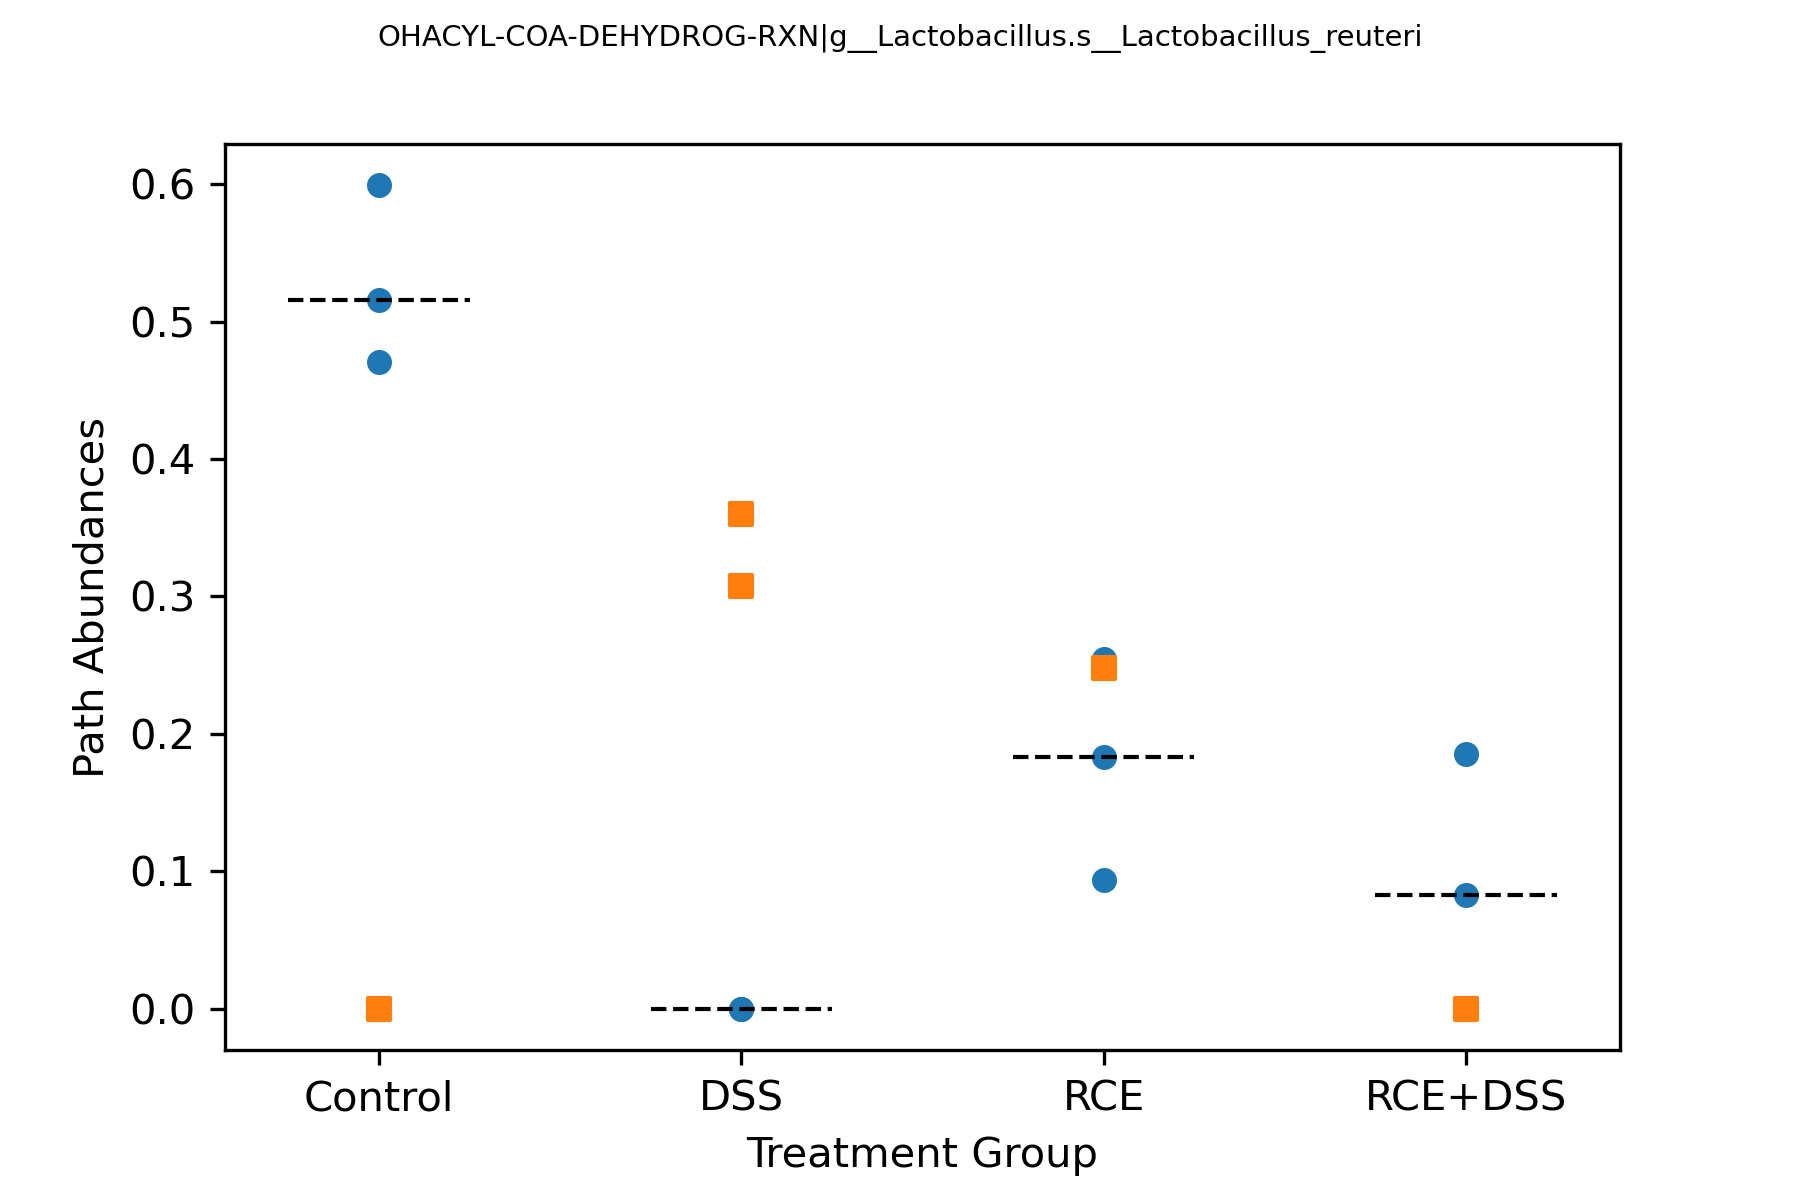 OHACYL-COA-DEHYDROG-RXN|g__Lactobacillus.s__Lactobacillus_reuteri
0.6
0.5
0.4
0.3
0.2
0.1
0.0
Path Abundances
Control DSS RCE RCE+DSS
Treatment Group